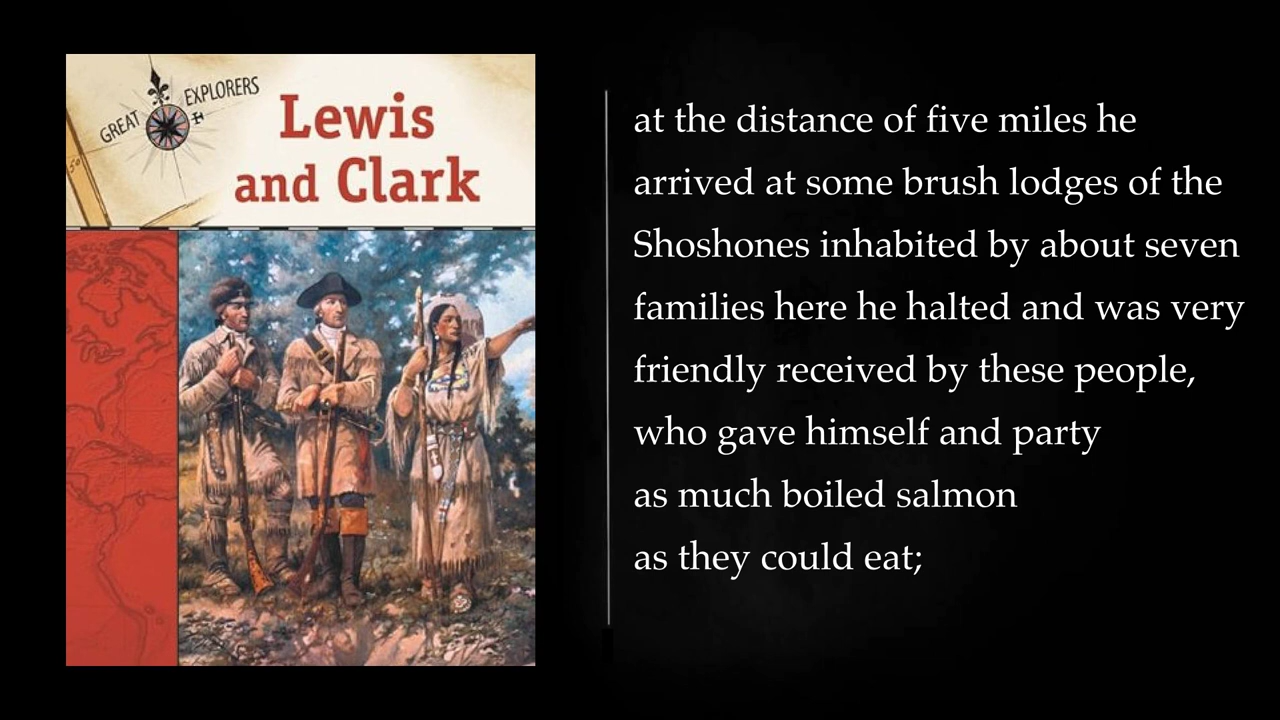 GREAT EXPLORERS
Lewis
and Clark
50
at the distance of five miles he
arrived at some brush lodges of the
Shoshones inhabited by about seven
families here he halted and was very
friendly received by these people,
who gave himself and party
as much boiled salmon
as they could eat;